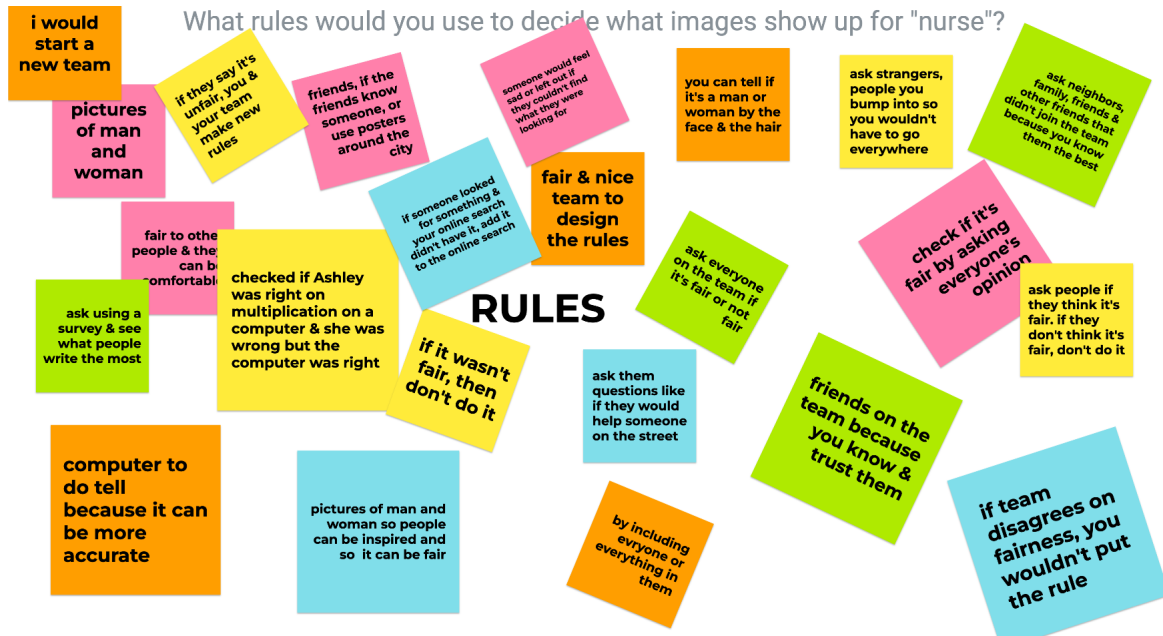 What rules would you use to decide what images show up for "nurse"?
i would
start a
new team
pictures
of man
and
woman
if they say it's
unfair, you &
your team
make new
rules
friends, if the
friends know
someone, or
use posters
around the
city
someone would feel
sad or left out if
they couldn't find
what they were
looking for
you can tell if
it's a man or
woman by the
face & the hair
ask strangers,
people you
bump into so
you wouldn't
have to go
everywhere
ask neighbors,
family, friends &
other friends that
didn't join the team
because you know
them the best
fair to othe
people & they
can be
comfortabl
checked if Ashley
was right on
multiplication on a
computer & she was
wrong but the
computer was right
if someone looked
for something &
your online search
didn't have it, add it
to the online search
fair & nice
team to
design
the rules
ask everyone
on the team if
it's fair or not
fair
check if it's
fair by asking
everyone's
opinion
ask people if
they think it's
fair. if they
don't think it's
fair, don't do it
ask using a
survey & see
what people
write the most
RULES
if it wasn't
fair, then
don't do it
ask them
questions like
if they would
help someone
on the street
friends on the
team because
you know &
trust them
computer to
do tell
because it can
be more
accurate
pictures of man and
woman so people
can be inspired and
so it can be fair
by including
evryone or
everything in
them
if team
disagrees on
fairness, you
wouldn't put
the rule